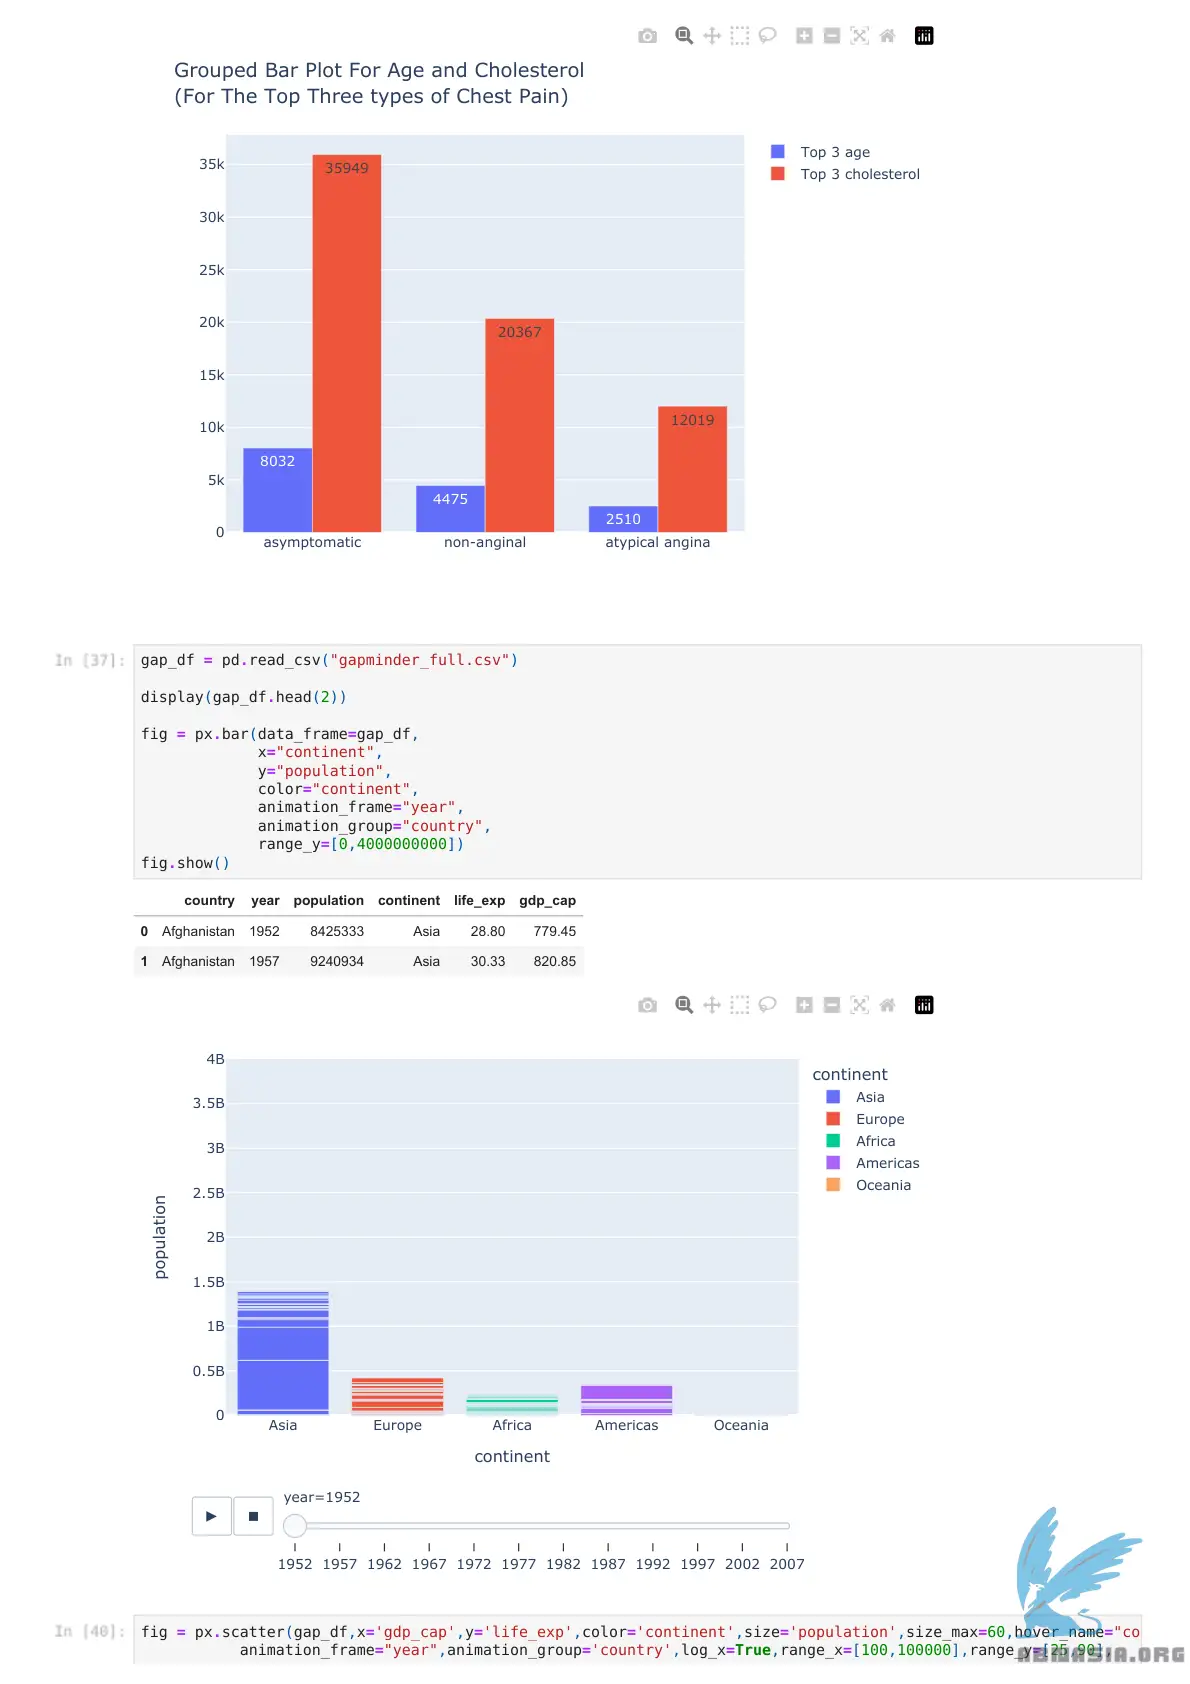 Grouped Bar Plot For Age and Cholesterol
(For The Top Three types of Chest Pain)
35k
30k
25k
20k
15k
10k
5k
0
35949
20367
12019
8032
4475
2510
asymptomatic non-anginal atypical angina
Top 3 age
Top 3 cholesterol
In [37]:
gap_df = pd.read_csv("gapminder_full.csv")
display(gap_df.head(2))
fig = px.bar(data_frame=gap_df,
x="continent",
y="population",
color="continent",
animation_frame="year",
animation_group="country",
range_y=[0,4000000000])
fig.show()
country year population continent life_exp gdp_cap
0 Afghanistan 1952 8425333 Asia 28.80 779.45
1 Afghanistan 1957 9240934 Asia 30.33 820.85
4B
3.5B
3B
2.5B
2B
1.5B
1B
0.5B
0
population
Asia Europe Africa Americas Oceania
continent
continent
Asia
Europe
Africa
Americas
Oceania
year=1952
1952 1957 1962 1967 1972 1977 1982 1987 1992 1997 2002 2007
In [40]:
fig = px.scatter(gap_df,x='gdp_cap',y='life_exp',color='continent',size='population',size_max=60,hover_name="co
animation_frame="year",animation_group='country',log_x=True,range_x=[100,100000],range_y=[25,90],